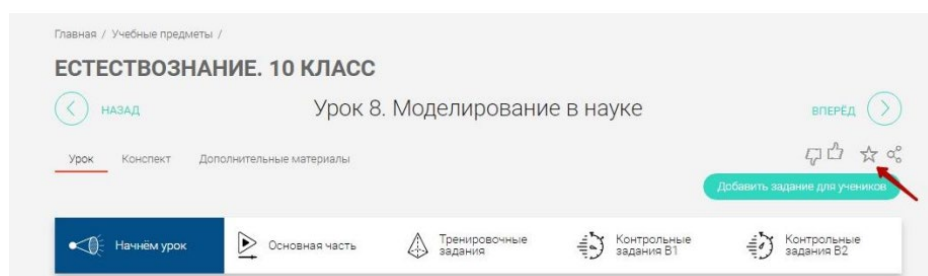 Главная / Учебные предметы /
ЕСТЕСТВОЗНАНИЕ. 10 КЛАСС
НАЗАД
Урок 8. Моделирование в науке
ВПЕРЁД
Урок Конспект Дополнительные материалы
Добавить задание для учеников
Начнём урок
Основная часть
Тренировочные
задания
Контрольные
задания В1
Контрольные
задания В2